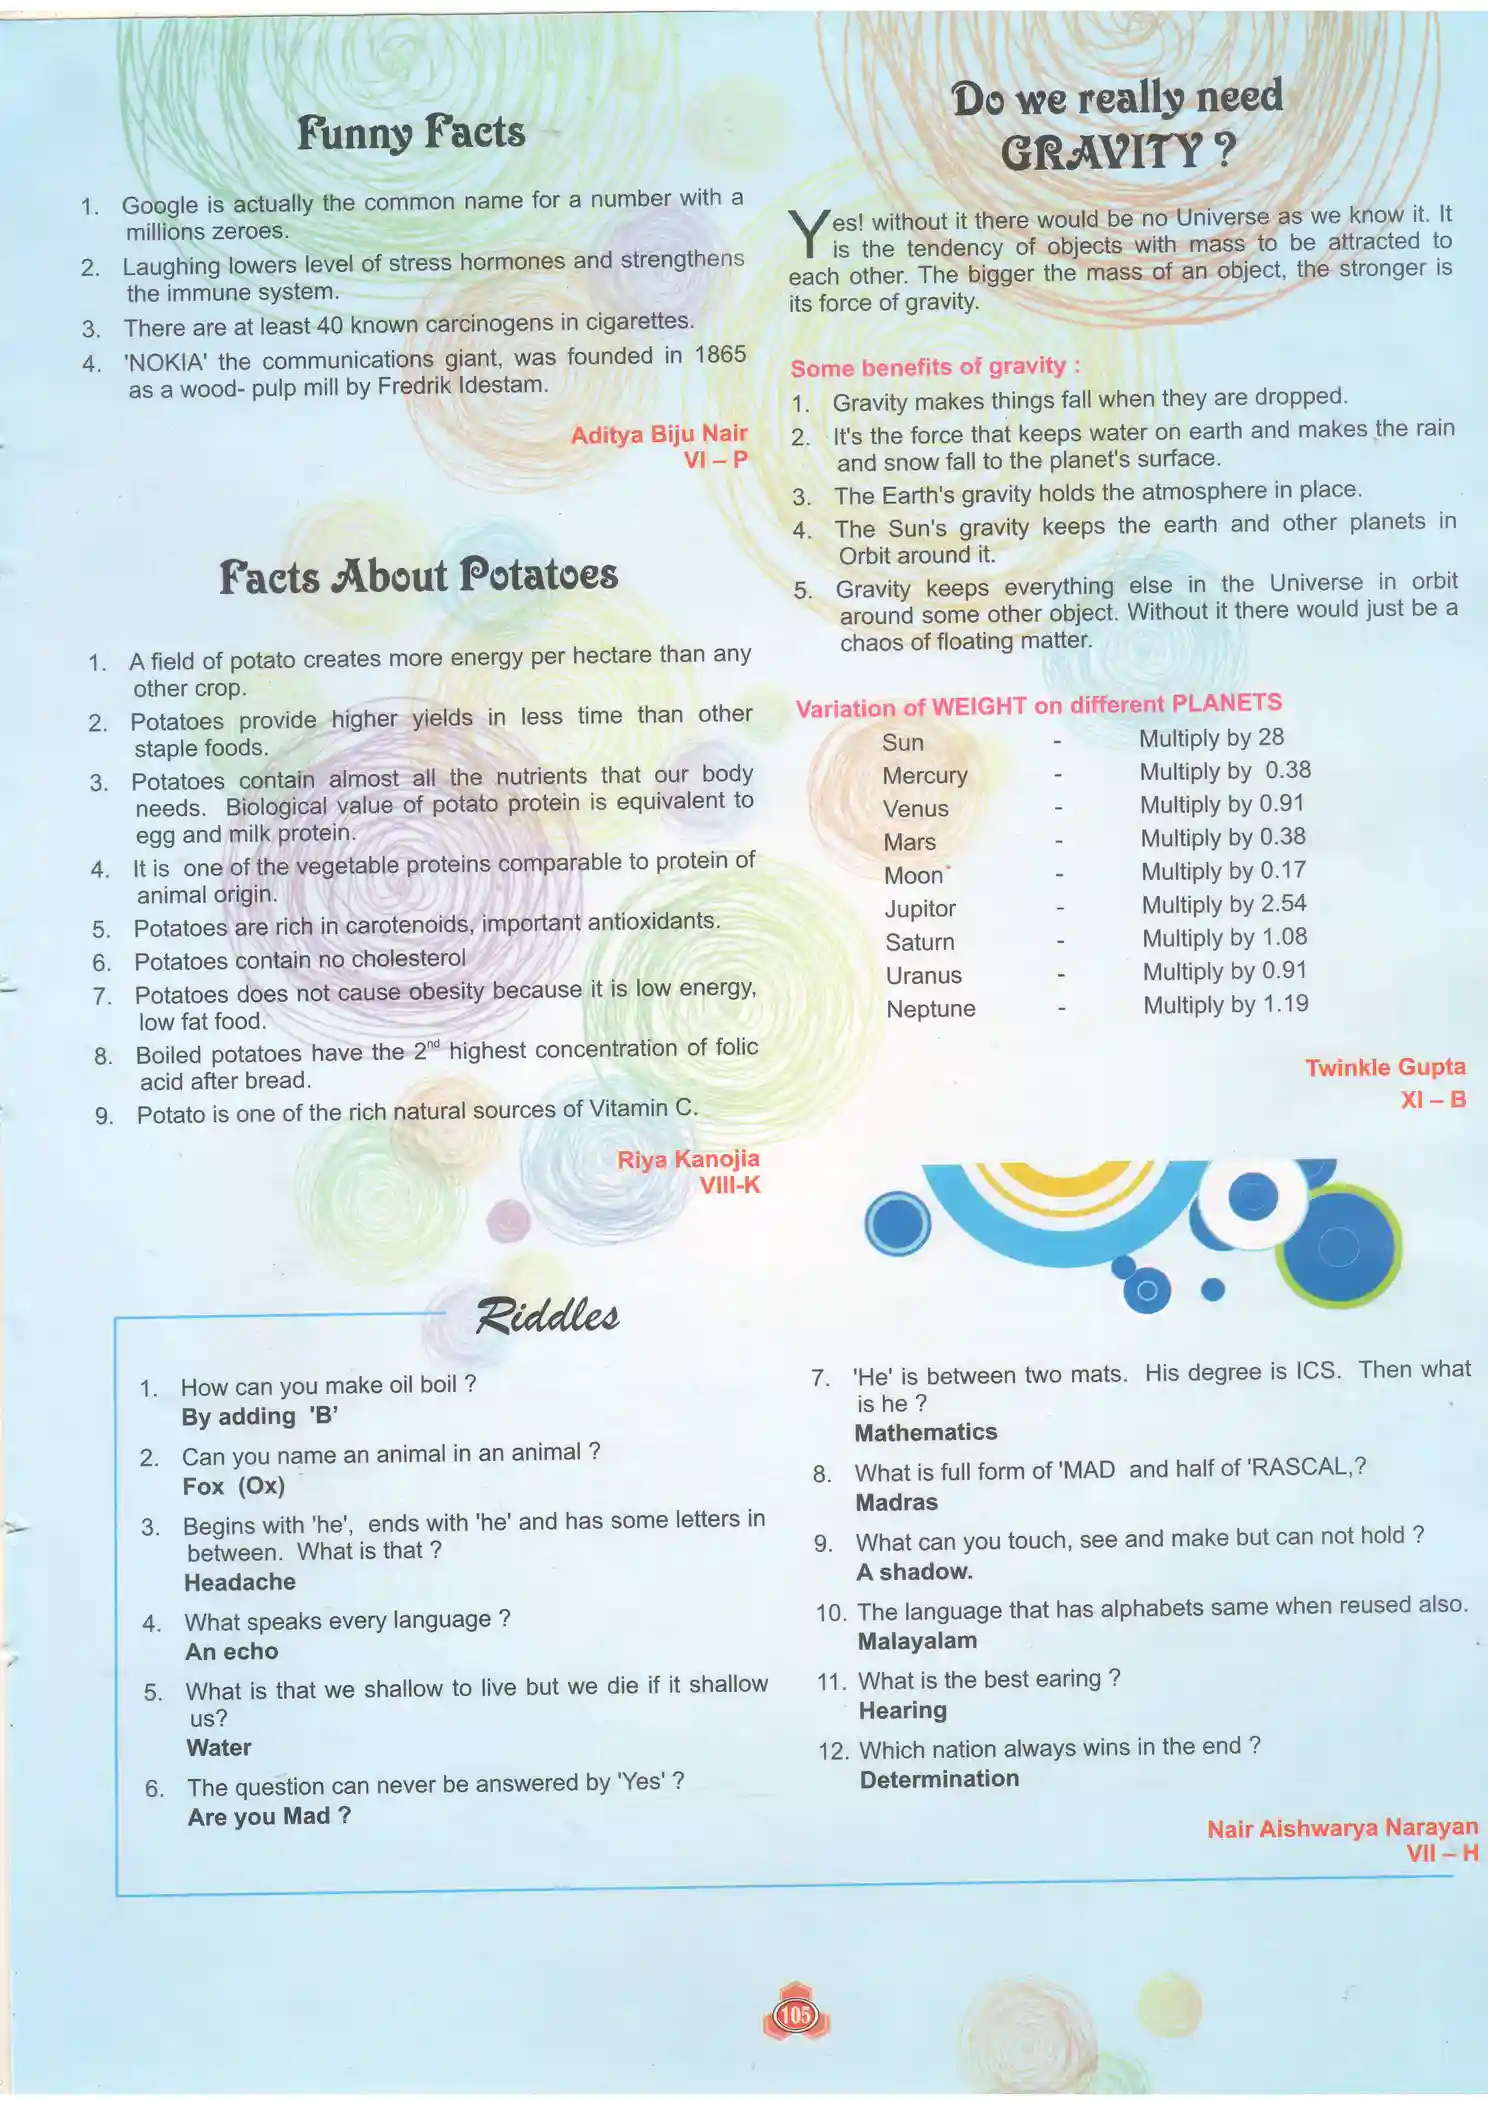 Funny Facts
1. Google is actually the common name for a number with a
millions zeroes.
2. Laughing lowers level of stress hormones and strengthens
the immune system.
3. There are at least 40 known carcinogens in cigarettes.
4. 'NOKIA' the communications giant, was founded in 1865
as a wood- pulp mill by Fredrik Idestam.
Aditya Biju Nair
VI – P
Facts About Potatoes
1. A field of potato creates more energy per hectare than any
other crop.
2. Potatoes provide higher yields in less time than other
staple foods.
3. Potatoes contain almost all the nutrients that our body
needs. Biological value of potato protein is equivalent to
egg and milk protein.
4. It is one of the vegetable proteins comparable to protein of
animal origin.
5. Potatoes are rich in carotenoids, important antioxidants.
6. Potatoes contain no cholesterol
7. Potatoes does not cause obesity because it is low energy,
low fat food.
8. Boiled potatoes have the 2nd highest concentration of folic
acid after bread.
9. Potato is one of the rich natural sources of Vitamin C.
Riya Kanojia
VIII-K
Do we really need
GRAVITY ?
Yes! without it there would be no Universe as we know it. It
is the tendency of objects with mass to be attracted to
each other. The bigger the mass of an object, the stronger is
its force of gravity.
Some benefits of gravity :
1. Gravity makes things fall when they are dropped.
2. It's the force that keeps water on earth and makes the rain
and snow fall to the planet's surface.
3. The Earth's gravity holds the atmosphere in place.
4. The Sun's gravity keeps the earth and other planets in
Orbit around it.
5. Gravity keeps everything else in the Universe in orbit
around some other object. Without it there would just be a
chaos of floating matter.
Variation of WEIGHT on different PLANETS
Sun - Multiply by 28
Mercury - Multiply by 0.38
Venus - Multiply by 0.91
Mars - Multiply by 0.38
Moon - Multiply by 0.17
Jupitor - Multiply by 2.54
Saturn - Multiply by 1.08
Uranus - Multiply by 0.91
Neptune - Multiply by 1.19
Twinkle Gupta
XI – B
Riddles
1. How can you make oil boil ?
By adding 'B'
2. Can you name an animal in an animal ?
Fox (Ox)
3. Begins with 'he', ends with 'he' and has some letters in
between. What is that ?
Headache
4. What speaks every language ?
An echo
5. What is that we shallow to live but we die if it shallow
us?
Water
6. The question can never be answered by 'Yes' ?
Are you Mad ?
7. 'He' is between two mats. His degree is ICS. Then what
is he ?
Mathematics
8. What is full form of 'MAD and half of 'RASCAL,?
Madras
9. What can you touch, see and make but can not hold ?
A shadow.
10. The language that has alphabets same when reused also.
Malayalam
11. What is the best earing ?
Hearing
12. Which nation always wins in the end ?
Determination
Nair Aishwarya Narayan
VII – H
105